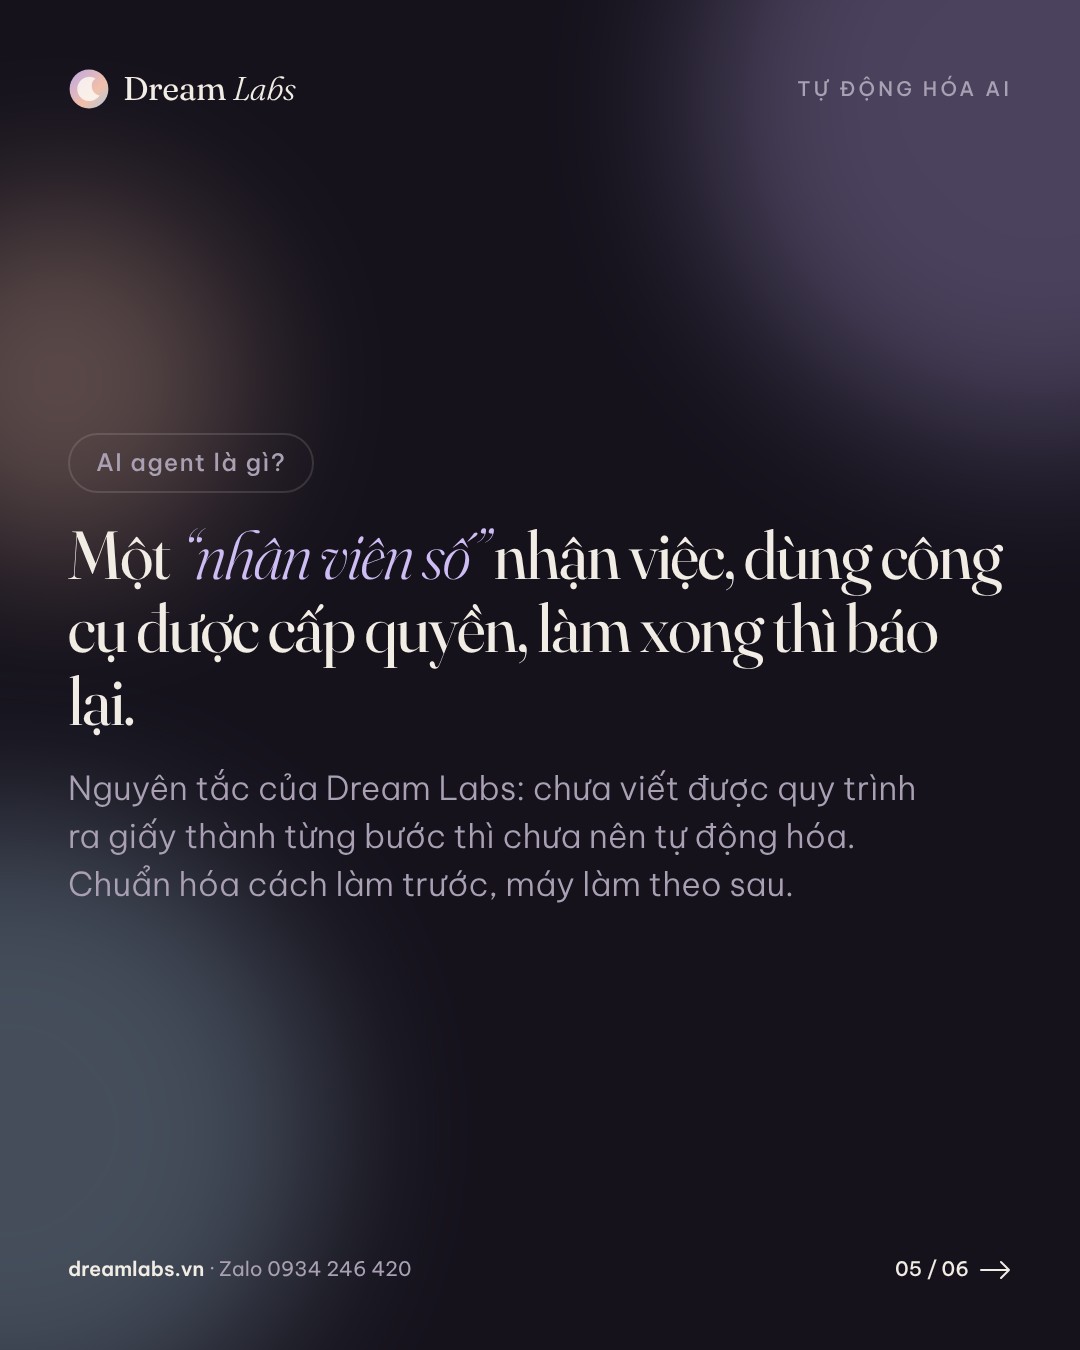 Dream Labs
TỰ ĐỘNG HÓA AI
AI agent là gì?
Một “nhân viên số” nhận việc, dùng công
cụ được cấp quyền, làm xong thì báo
lại.
Nguyên tắc của Dream Labs: chưa viết được quy trình
ra giấy thành từng bước thì chưa nên tự động hóa.
Chuẩn hóa cách làm trước, máy làm theo sau.
dreamlabs.vn · Zalo 0934 246 420
05 / 06 →